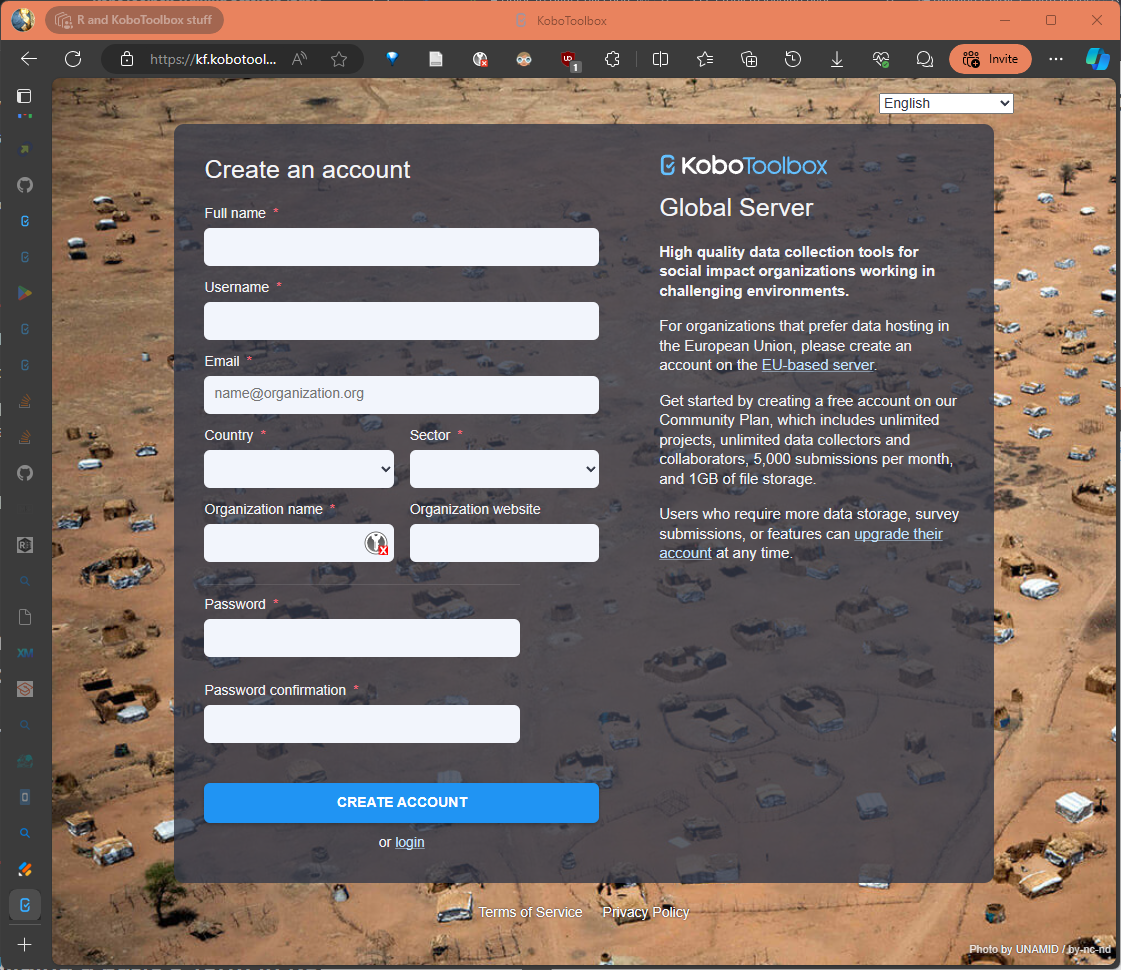 R and KoboToolbox stuff
KoboToolbox
https://kf.kobotool...
1
Invite
English
Create an account
Full name *
Username *
Email *
name@organization.org
Country * Sector *
Organization name * Organization website
Password *
Password confirmation *
CREATE ACCOUNT
or login
KoboToolbox
Global Server
High quality data collection tools for
social impact organizations working in
challenging environments.
For organizations that prefer data hosting in
the European Union, please create an
account on the EU-based server.
Get started by creating a free account on our
Community Plan, which includes unlimited
projects, unlimited data collectors and
collaborators, 5,000 submissions per month,
and 1GB of file storage.
Users who require more data storage, survey
submissions, or features can upgrade their
account at any time.
Terms of Service Privacy Policy
Photo by UNAMID / by-nc-nd
XM